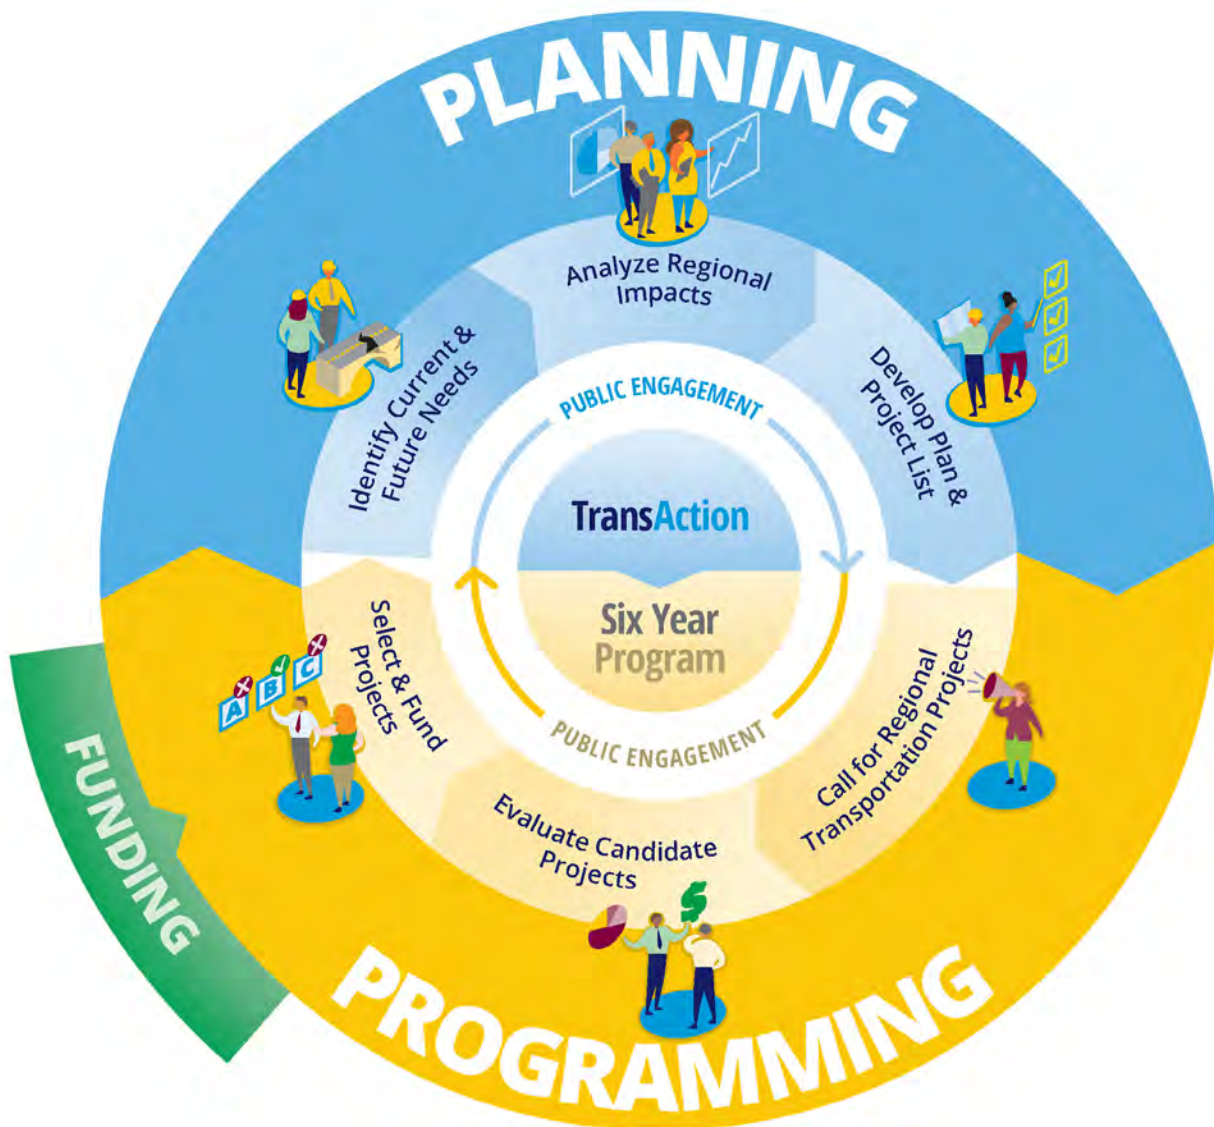 PLANNING
Analyze Regional
Impacts
Identify Current &
Future Needs
Develop Plan &
Project List
PUBLIC ENGAGEMENT
TransAction
Six Year
Program
PUBLIC ENGAGEMENT
Select & Fund
Projects
A
B
C
Call for Regional
Transportation Projects
Evaluate Candidate
Projects
$
FUNDING
PROGRAMMING